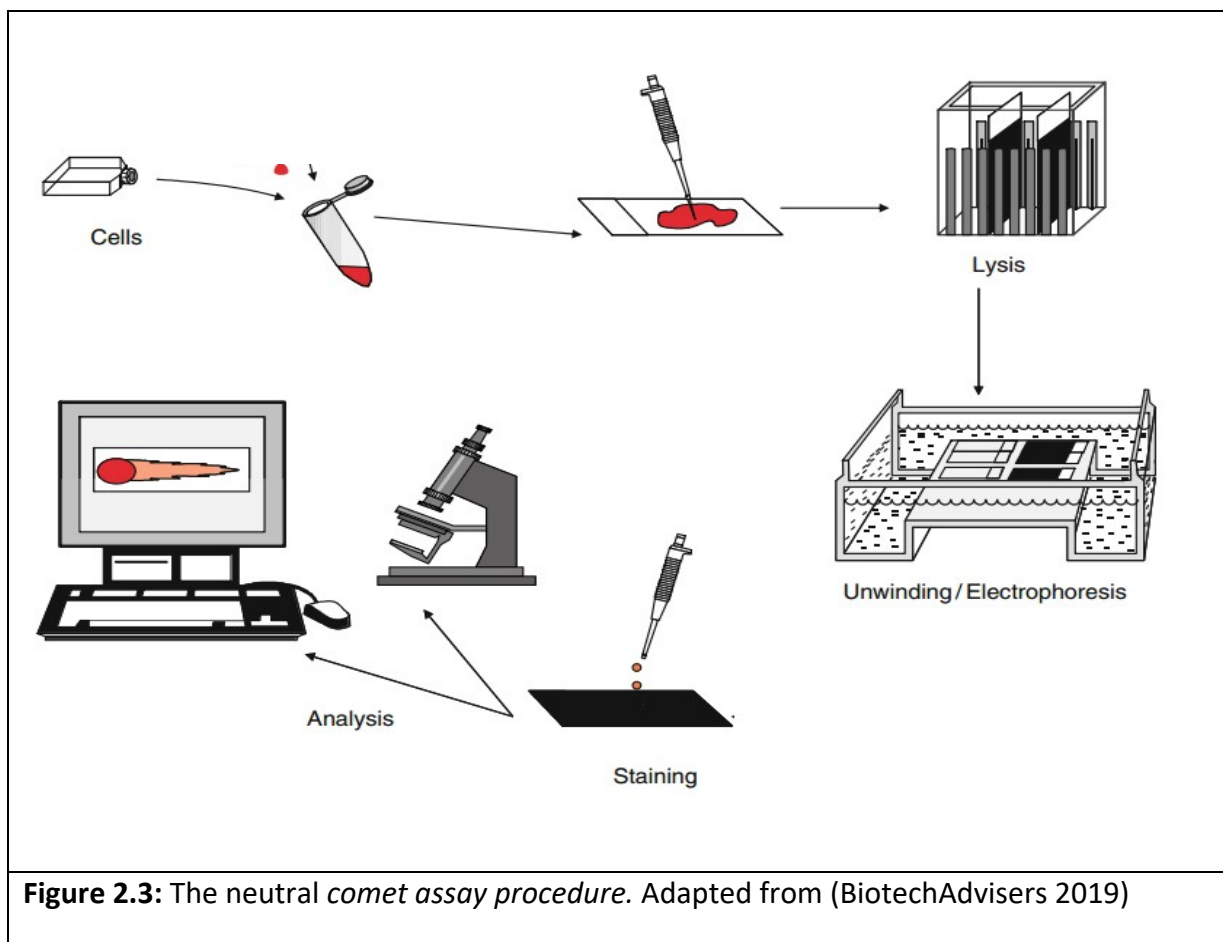 Cells
Lysis
Unwinding / Electrophoresis
Analysis
Staining
Figure 2.3: The neutral comet assay procedure. Adapted from (BiotechAdvisers 2019)